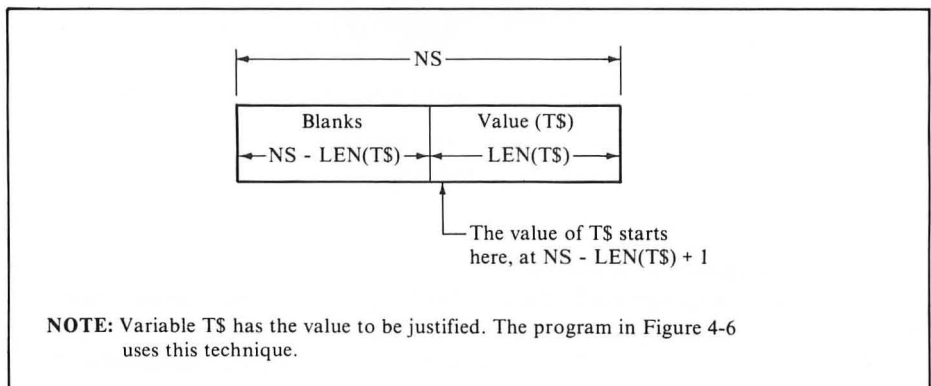 NS
Blanks Value (T$)
NS - LEN(T$) LEN(T$)
The value of T$ starts
here, at NS - LEN(T$) + 1
NOTE: Variable T$ has the value to be justified. The program in Figure 4-6
uses this technique.